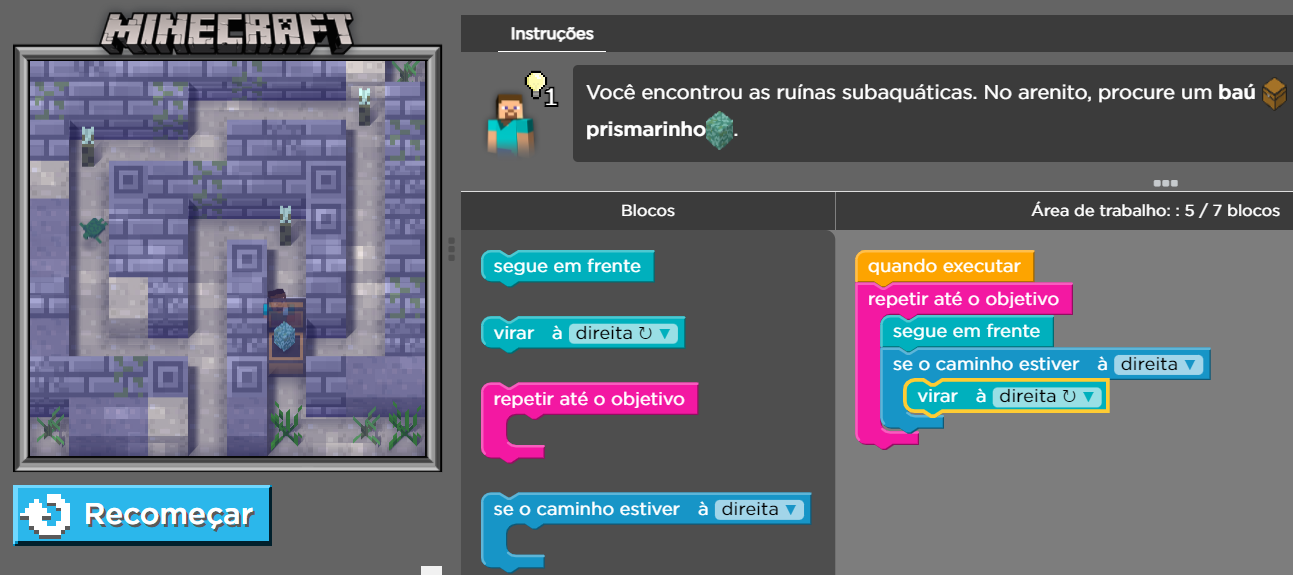 MINECRAFT
Instruções
1
Você encontrou as ruínas subaquáticas. No arenito, procure um baú
prismarinho.
Blocos
Área de trabalho: : 5 / 7 blocos
segue em frente
virar à direita ↻ ▼
repetir até o objetivo
se o caminho estiver à direita ▼
quando executar
repetir até o objetivo
segue em frente
se o caminho estiver à direita ▼
virar à direita ↻ ▼
Recomeçar